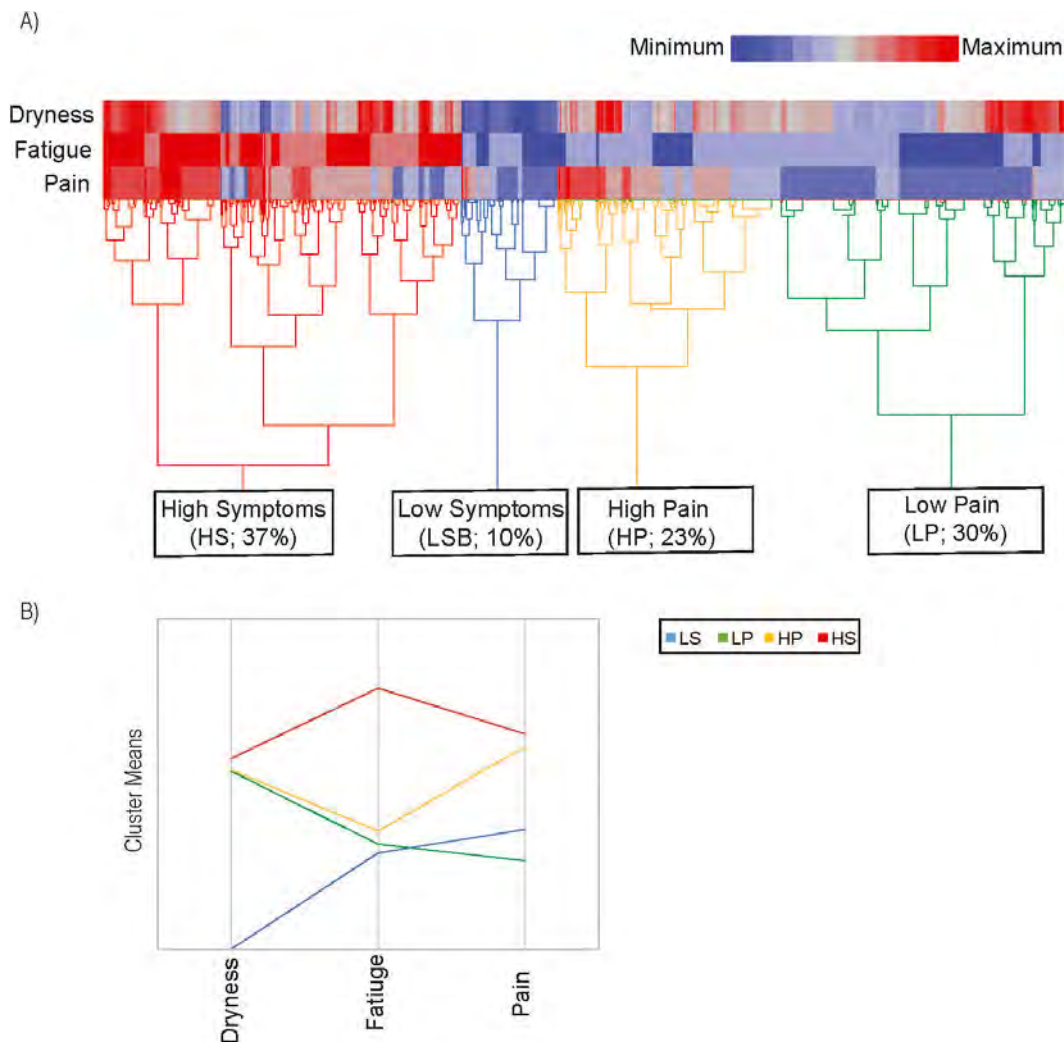 A)
Minimum Maximum
Dryness
Fatigue
Pain
High Symptoms
(HS; 37%)
Low Symptoms
(LSB; 10%)
High Pain
(HP; 23%)
Low Pain
(LP; 30%)
B)
LS LP HP HS
Cluster Means
Dryness
Fatiuge
Pain